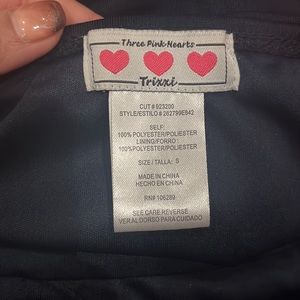 Three Pink Hearts
Trixxi
CUT # 923200
STYLE/ESTILO # 262799E642
SELF:
100% POLYESTER/POLIESTER
LINING/FORRO :
100% POLYESTER/POLIESTER
SIZE / TALLA: S
MADE IN CHINA
HECHO EN CHINA
RN# 106289
SEE CARE REVERSE
VER AL DORSO PARA CUIDADO